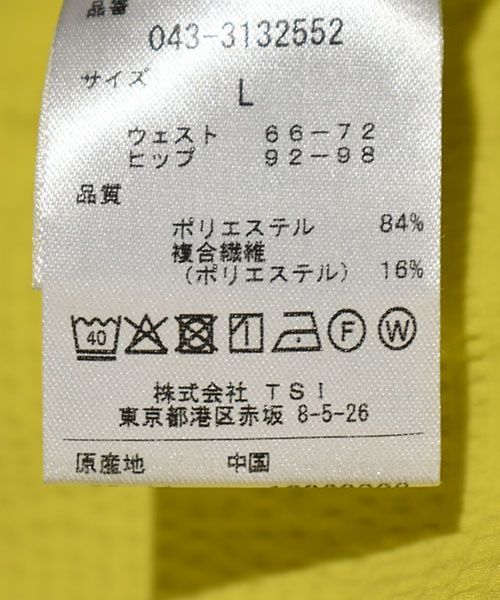 品番
043-3132552
サイズ
L
ウェスト 66-72
ヒップ 92-98
品質
ポリエステル 84%
複合繊維
(ポリエステル) 16%
40 F W
株式会社 TSI
東京都港区赤坂 8-5-26
原産地 中国